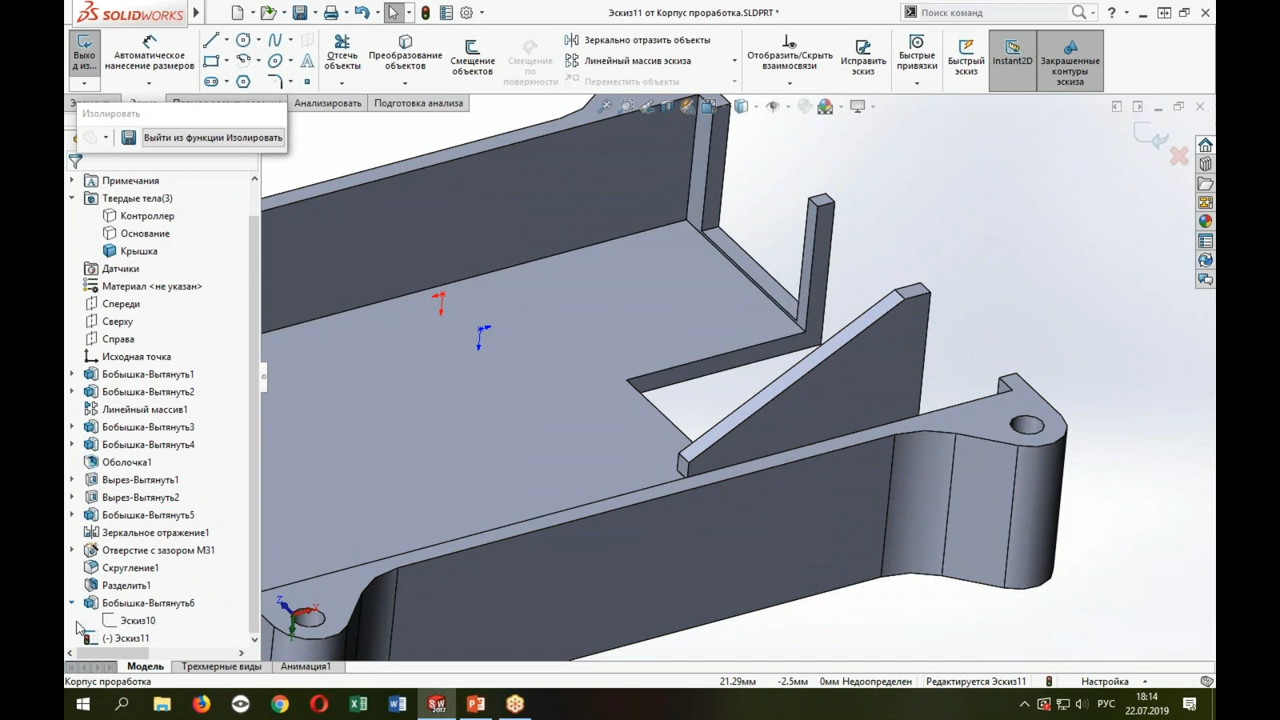 SOLIDWORKS
Эскиз11 от Корпус проработка.SLDPRT *
Поиск команд
Выхо
д из...
Автоматическое
нанесение размеров
Отсечь
объекты
Преобразование
объектов
Смещение
объектов
Смещение
по
поверхности
Зеркально отразить объекты
Линейный массив эскиза
Переместить объекты
Отобразить/Скрыть
взаимосвязи
Исправить
эскиз
Быстрые
привязки
Быстрый
эскиз
Instant2D
Закрашенные
контуры
эскиза
Анализировать
Подготовка анализа
Изолировать
Выйти из функции Изолировать
Примечания
Твердые тела(3)
Контроллер
Основание
Крышка
Датчики
Материал <не указан>
Спереди
Сверху
Справа
Исходная точка
Бобышка-Вытянуть1
Бобышка-Вытянуть2
Линейный массив1
Бобышка-Вытянуть3
Бобышка-Вытянуть4
Оболочка1
Вырез-Вытянуть1
Вырез-Вытянуть2
Бобышка-Вытянуть5
Зеркальное отражение1
Отверстие с зазором M31
Скругление1
Разделить1
Бобышка-Вытянуть6
Эскиз10
(-) Эскиз11
Модель
Трехмерные виды
Анимация1
Корпус проработка
21.29мм
-2.5мм
0мм Недоопределен
Редактируется Эскиз11
Настройка
РУС
18:14
22.07.2019